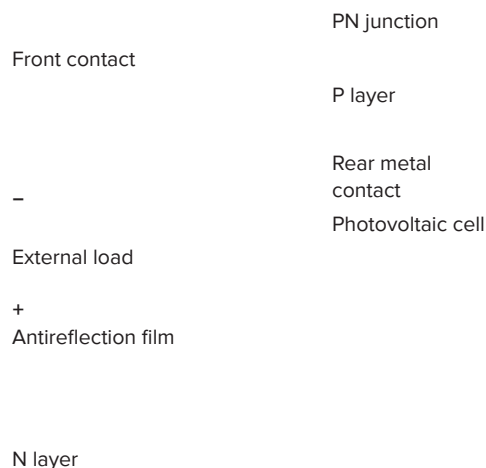 Front contact
−
External load
+
Antireflection film
N layer
PN junction
P layer
Rear metal
contact
Photovoltaic cell